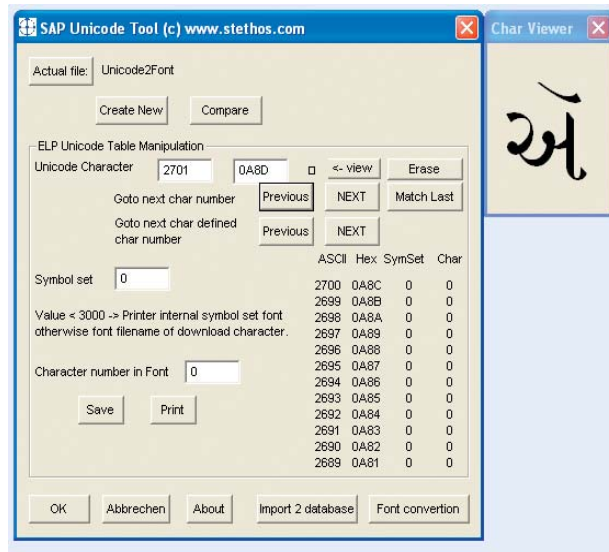 SAP Unicode Tool (c) www.stethos.com
Char Viewer
ઍ
Actual file: Unicode2Font
Create New Compare
ELP Unicode Table Manipulation
Unicode Character 2701 0A8D <- view Erase
Goto next char number Previous NEXT Match Last
Goto next char defined
char number Previous NEXT
ASCII Hex SymSet Char
Symbol set 0
2700 0A8C 0 0
2699 0A8B 0 0
2698 0A8A 0 0
2697 0A89 0 0
2696 0A88 0 0
2695 0A87 0 0
2694 0A86 0 0
2693 0A85 0 0
2692 0A84 0 0
2691 0A83 0 0
2690 0A82 0 0
2689 0A81 0 0
Value < 3000 -> Printer internal symbol set font
otherwise font filename of download character.
Character number in Font 0
Save Print
OK Abbrechen About Import 2 database Font convertion